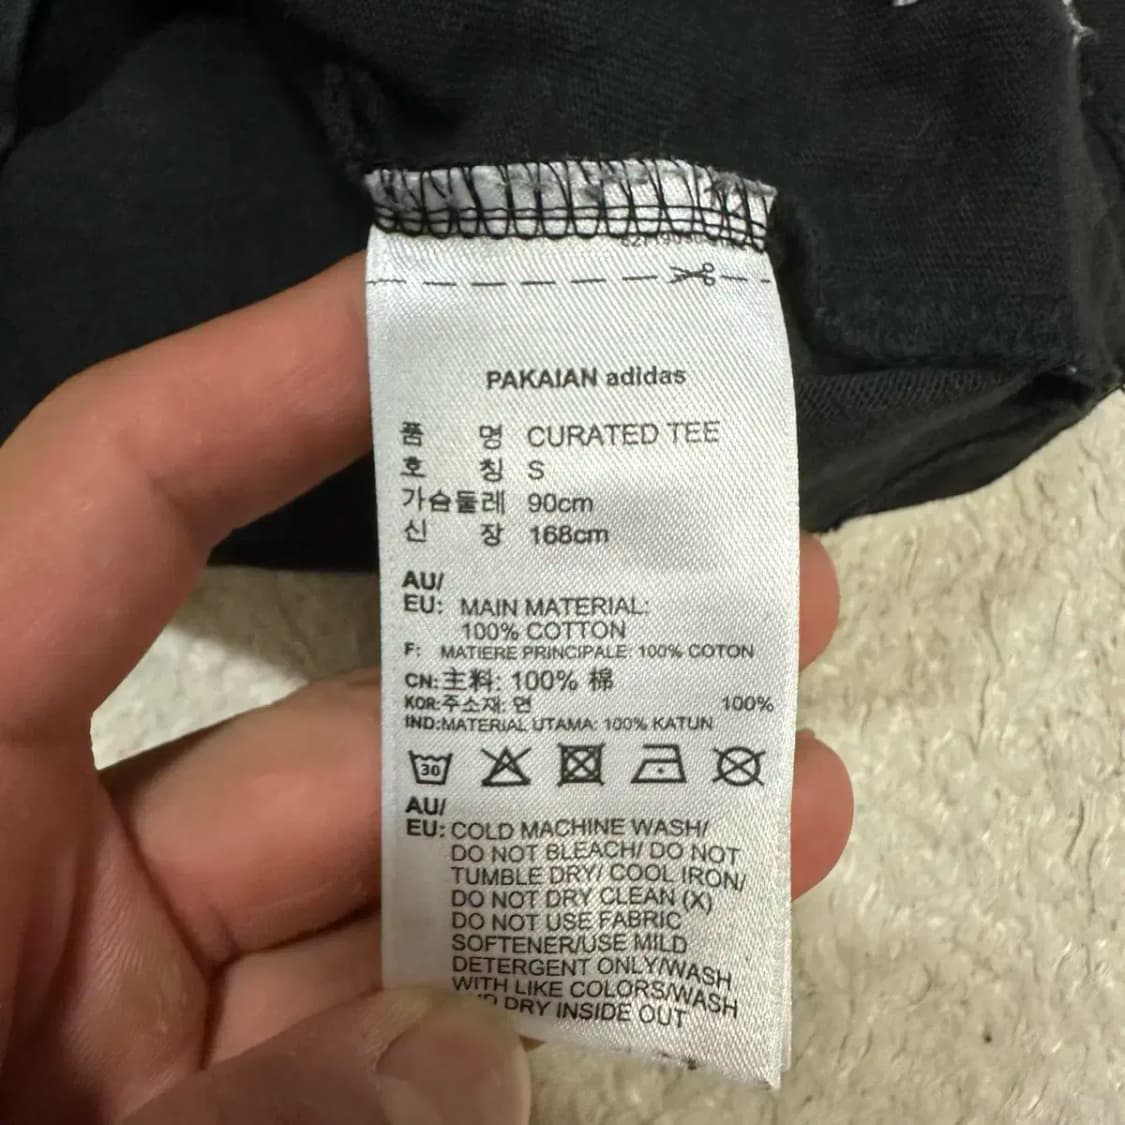 PAKAIAN adidas
품 명 CURATED TEE
호 칭 S
가슴둘레 90cm
신 장 168cm
AU/
EU: MAIN MATERIAL:
100% COTTON
F: MATIERE PRINCIPALE: 100% COTON
CN:主料: 100% 棉
KOR:주소재: 면 100%
IND:MATERIAL UTAMA: 100% KATUN
30
AU/
EU: COLD MACHINE WASH/
DO NOT BLEACH/ DO NOT
TUMBLE DRY/ COOL IRON/
DO NOT DRY CLEAN (X)
DO NOT USE FABRIC
SOFTENER/USE MILD
DETERGENT ONLY/WASH
WITH LIKE COLORS/WASH
DRY INSIDE OUT